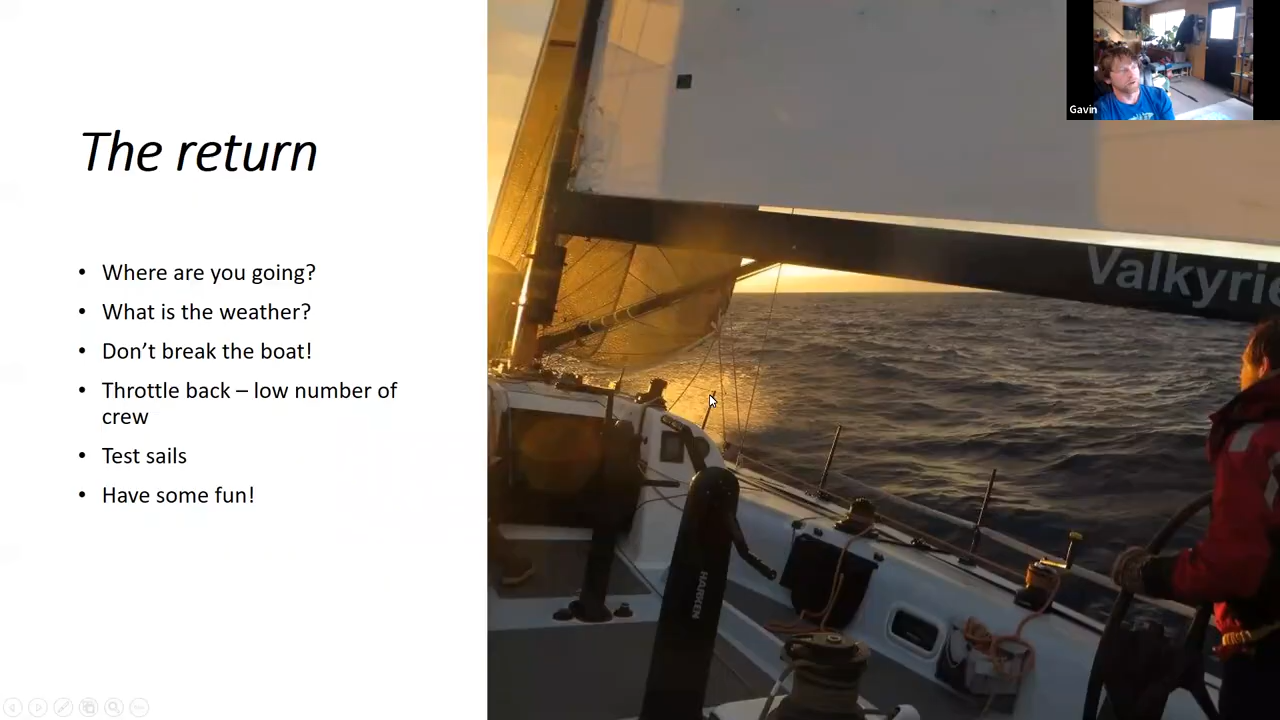 The return
• Where are you going?
• What is the weather?
• Don’t break the boat!
• Throttle back – low number of
crew
• Test sails
• Have some fun!
Valkyrie
HARKEN
Gavin